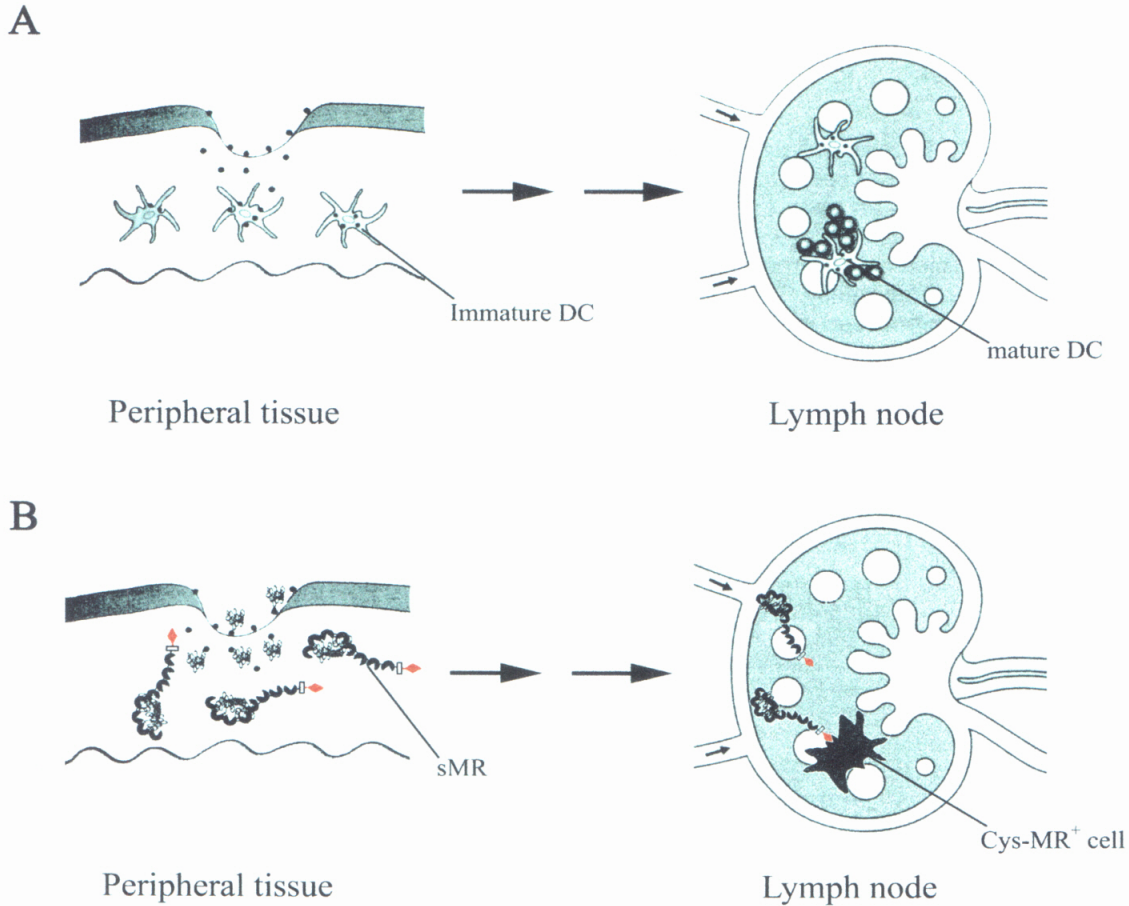 A
Immature DC
mature DC
Peripheral tissue
Lymph node
B
sMR
Cys-MR⁺ cell
Peripheral tissue
Lymph node